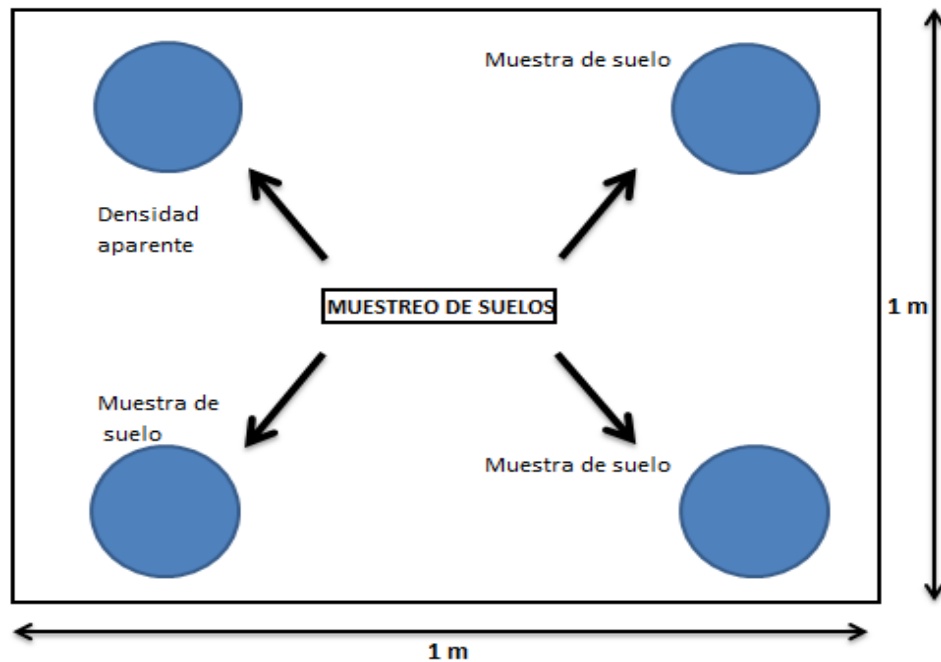 Muestra de suelo
Densidad
aparente
MUESTREO DE SUELOS
1 m
Muestra de
suelo
Muestra de suelo
1 m